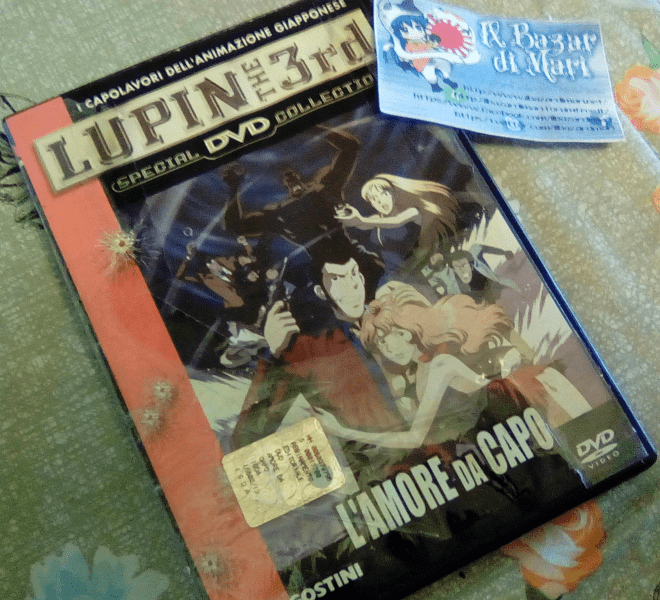 I CAPOLAVORI DELL'ANIMAZIONE GIAPPONESE
LUPIN THE 3rd
SPECIAL DVD COLLECTION
Il Bazar
di Mari
L'AMORE DA CAPO
DVD
VIDEO
GOSTINI